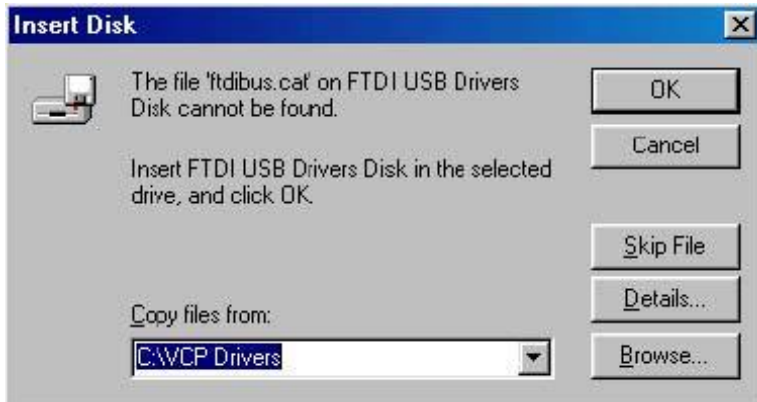 Insert Disk
The file 'ftdibus.cat' on FTDI USB Drivers
Disk cannot be found.
Insert FTDI USB Drivers Disk in the selected
drive, and click OK.
Copy files from:
C:\VCP Drivers
OK
Cancel
Skip File
Details...
Browse...